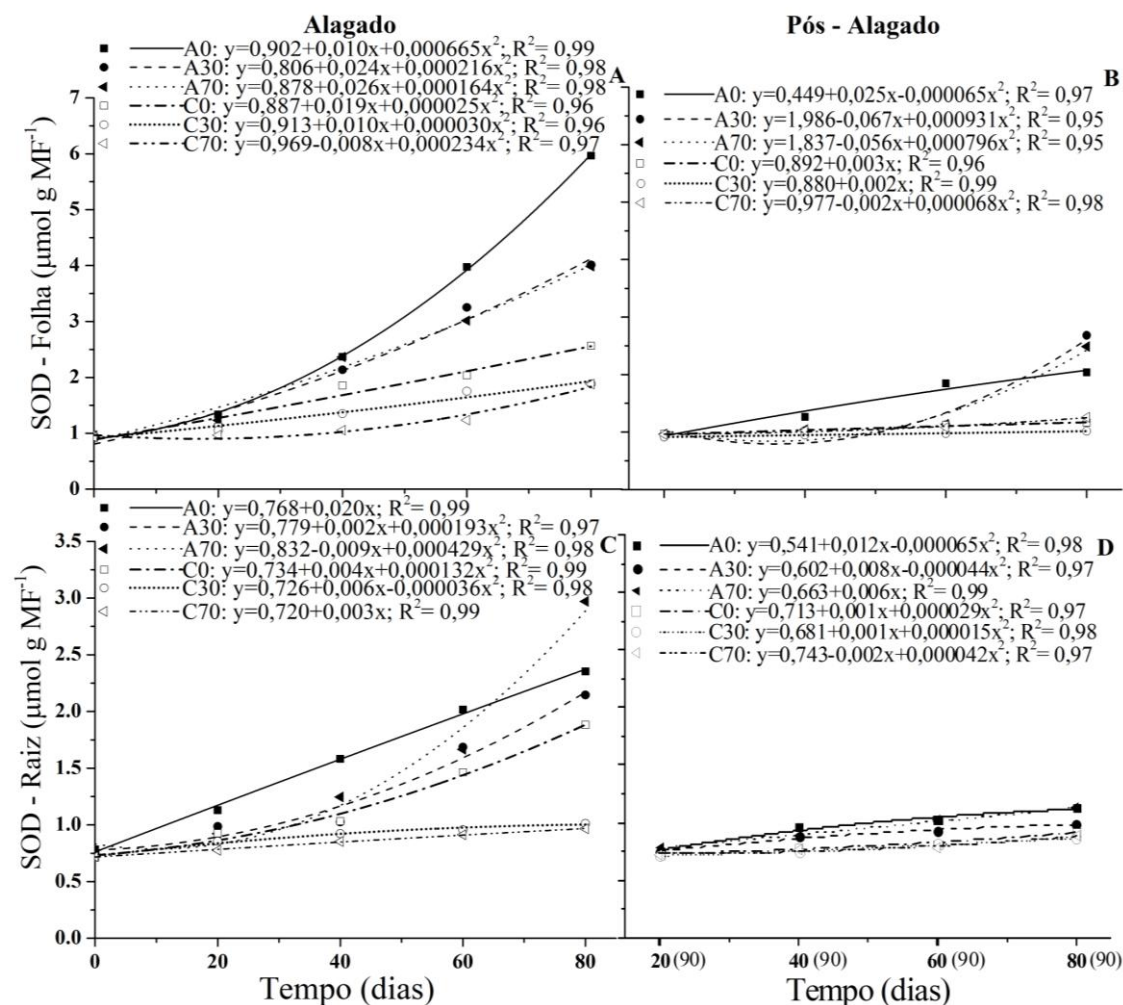 Alagado
A0: y=0,902+0,010x+0,000665x²; R²= 0,99
A30: y=0,806+0,024x+0,000216x²; R²= 0,98
A70: y=0,878+0,026x+0,000164x²; R²= 0,98
C0: y=0,887+0,019x+0,000025x²; R²= 0,96
C30: y=0,913+0,010x+0,000030x²; R²= 0,96
C70: y=0,969-0,008x+0,000234x²; R²= 0,97
A
7
6
5
4
3
2
1
0
SOD - Folha (µmol g MF⁻¹)
Pós - Alagado
B
A0: y=0,449+0,025x-0,000065x²; R²= 0,97
A30: y=1,986-0,067x+0,000931x²; R²= 0,95
A70: y=1,837-0,056x+0,000796x²; R²= 0,95
C0: y=0,892+0,003x; R²= 0,96
C30: y=0,880+0,002x; R²= 0,99
C70: y=0,977-0,002x+0,000068x²; R²= 0,98
A0: y=0,768+0,020x; R²= 0,99
A30: y=0,779+0,002x+0,000193x²; R²= 0,97
A70: y=0,832-0,009x+0,000429x²; R²= 0,98
C0: y=0,734+0,004x+0,000132x²; R²= 0,99
C30: y=0,726+0,006x-0,000036x²; R²= 0,98
C70: y=0,720+0,003x; R²= 0,99
C
3.5
3.0
2.5
2.0
1.5
1.0
0.5
0.0
SOD - Raiz (µmol g MF⁻¹)
0 20 40 60 80
Tempo (dias)
A0: y=0,541+0,012x-0,000065x²; R²= 0,98
A30: y=0,602+0,008x-0,000044x²; R²= 0,97
A70: y=0,663+0,006x; R²= 0,99
C0: y=0,713+0,001x+0,000029x²; R²= 0,97
C30: y=0,681+0,001x+0,000015x²; R²= 0,98
C70: y=0,743-0,002x+0,000042x²; R²= 0,97
D
20(90) 40(90) 60(90) 80(90)
Tempo (dias)